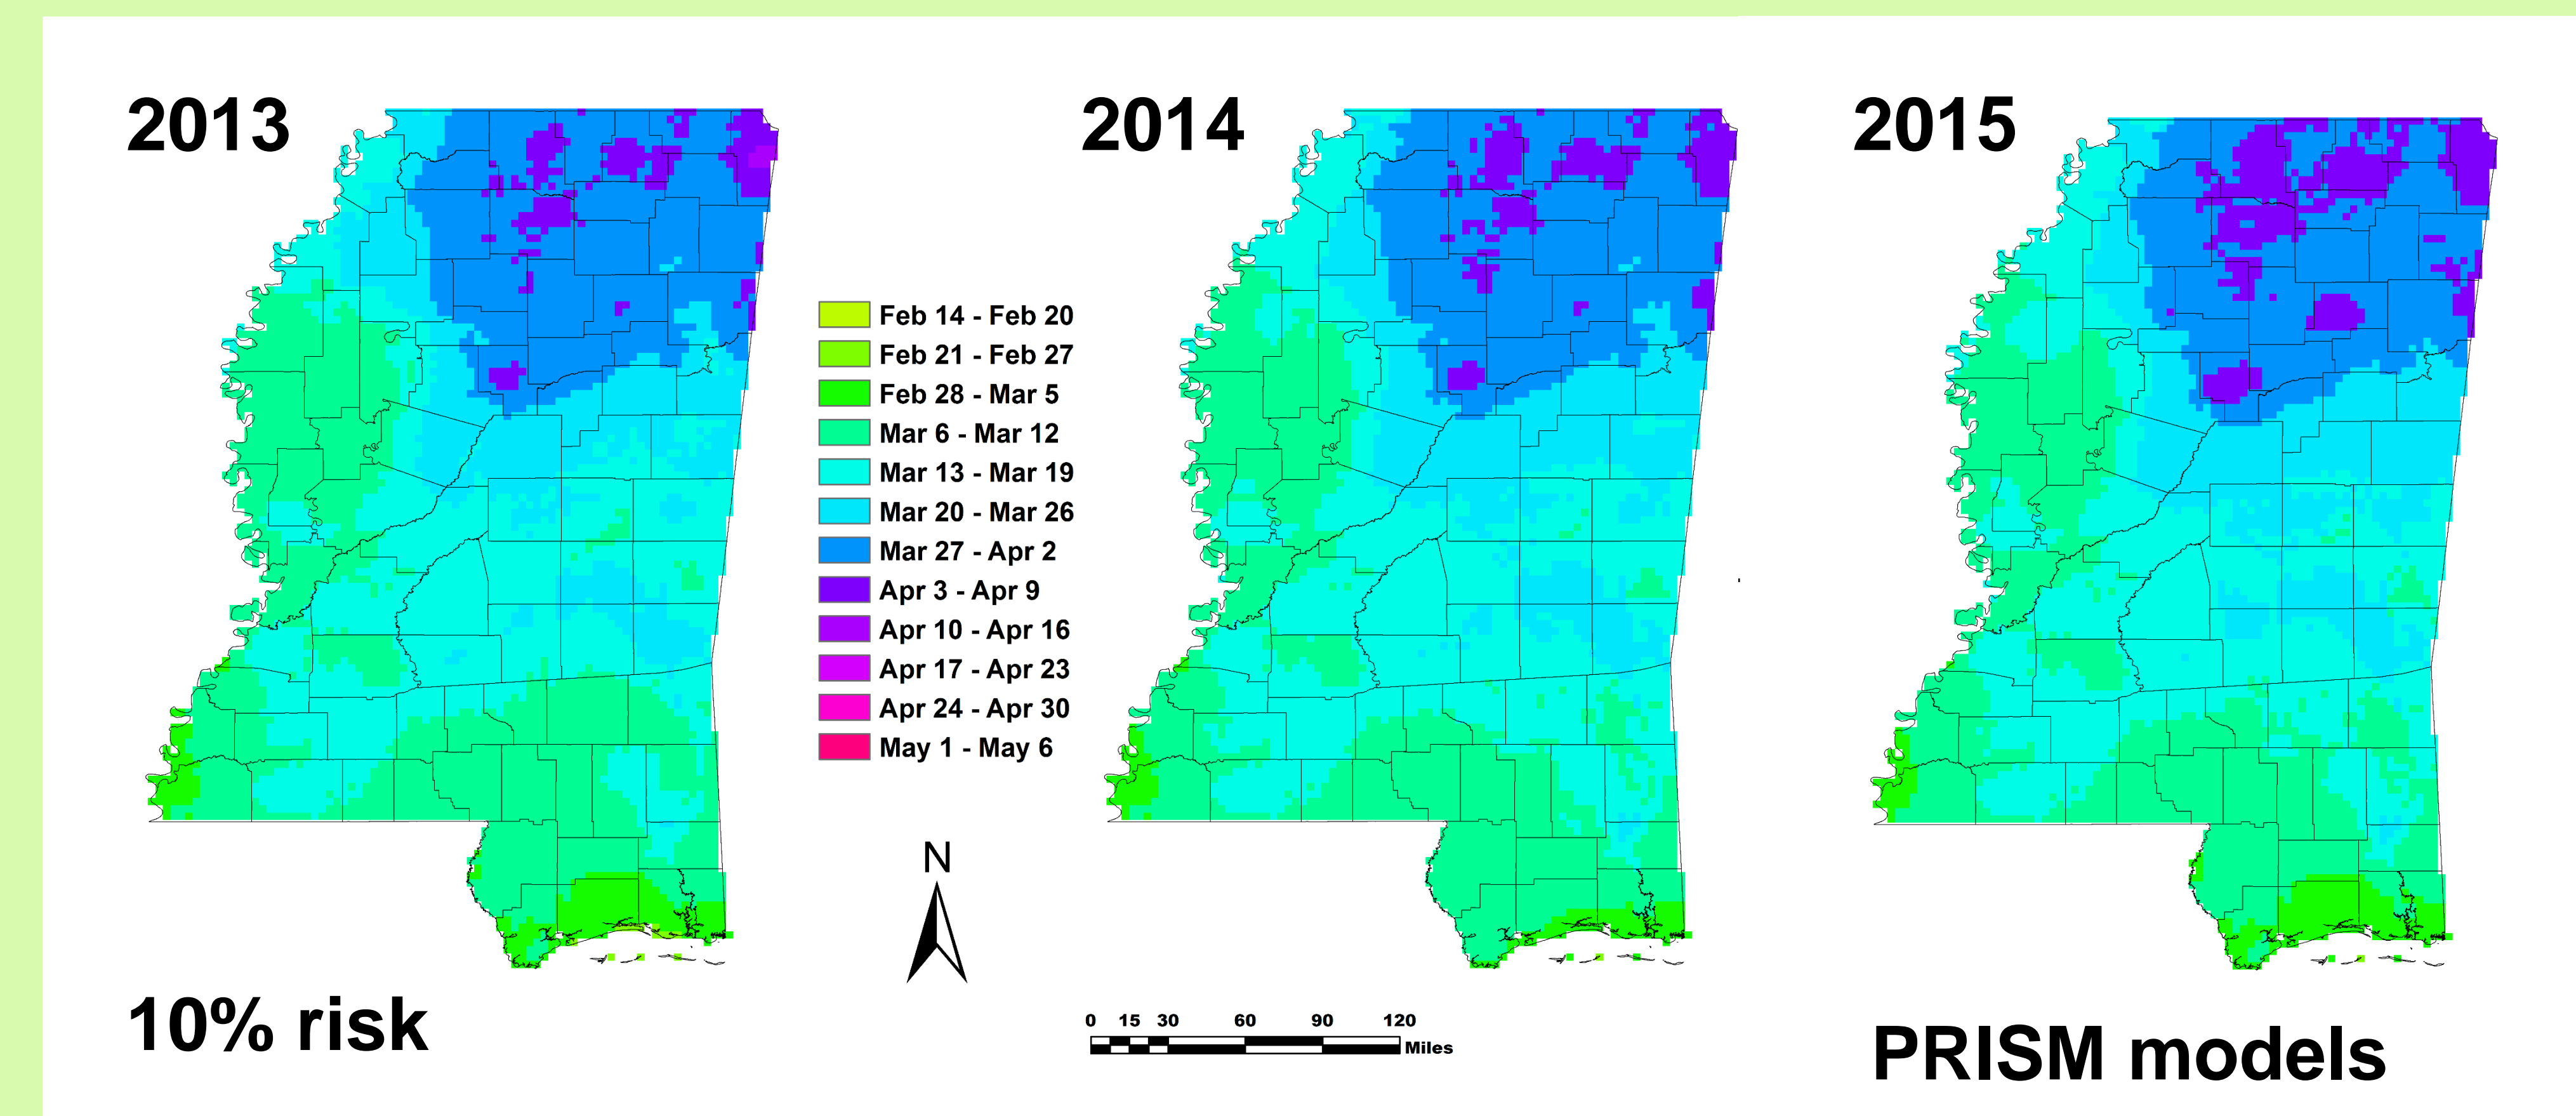 2013
2014
2015
Feb 14 - Feb 20
Feb 21 - Feb 27
Feb 28 - Mar 5
Mar 6 - Mar 12
Mar 13 - Mar 19
Mar 20 - Mar 26
Mar 27 - Apr 2
Apr 3 - Apr 9
Apr 10 - Apr 16
Apr 17 - Apr 23
Apr 24 - Apr 30
May 1 - May 6
N
10% risk
0 15 30 60 90 120
Miles
PRISM models